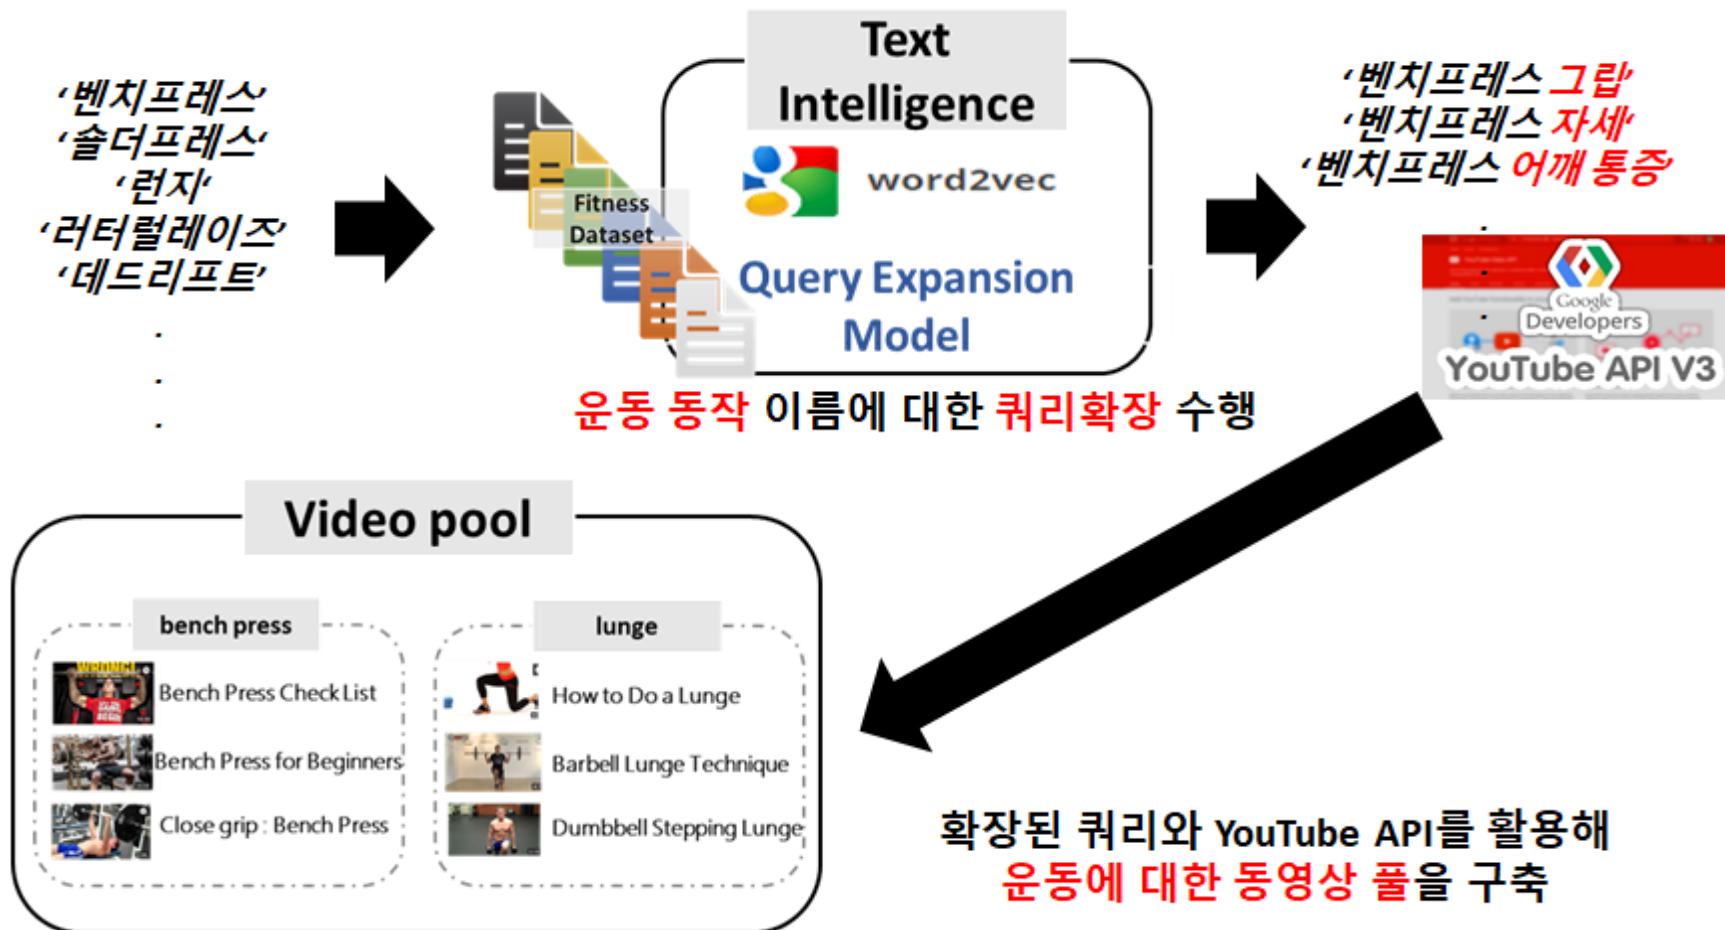 '벤치프레스'
'숄더프레스'
'런지'
'러터럴레이즈'
'데드리프트'
.
.
.
Fitness
Dataset
Text
Intelligence
word2vec
Query Expansion
Model
운동 동작 이름에 대한 쿼리확장 수행
'벤치프레스 그립'
'벤치프레스 자세'
'벤치프레스 어깨 통증'
.
.
.
Google
Developers
YouTube API V3
Video pool
bench press
WRONG!
Bench Press Check List
Bench Press for Beginners
Close grip : Bench Press
lunge
How to Do a Lunge
Barbell Lunge Technique
Dumbbell Stepping Lunge
확장된 쿼리와 YouTube API를 활용해
운동에 대한 동영상 풀을 구축